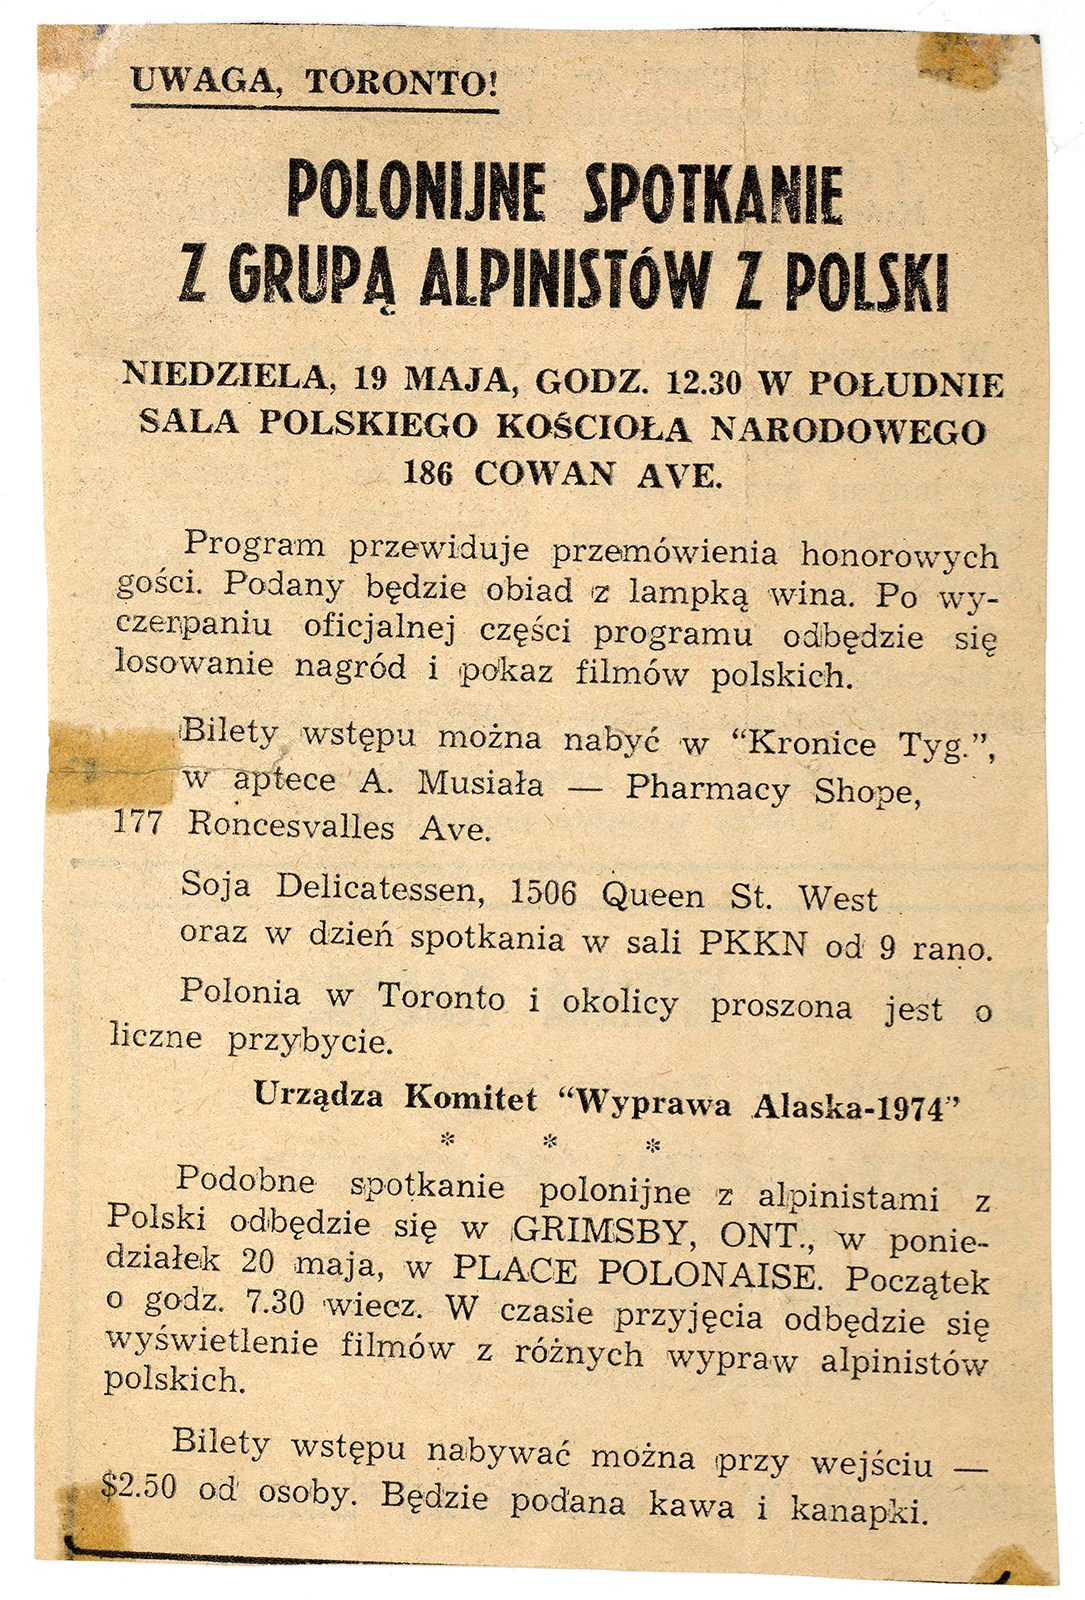 UWAGA, TORONTO!
POLONIJNE SPOTKANIE
Z GRUPĄ ALPINISTÓW Z POLSKI
NIEDZIELA, 19 MAJA, GODZ. 12.30 W POŁUDNIE
SALA POLSKIEGO KOŚCIOŁA NARODOWEGO
186 COWAN AVE.
Program przewiduje przemówienia honorowych
gości. Podany będzie obiad z lampką wina. Po wy-
czerpaniu oficjalnej części programu odbędzie się
losowanie nagród i pokaz filmów polskich.
Bilety wstępu można nabyć w “Kronice Tyg.”,
w aptece A. Musiała — Pharmacy Shope,
177 Roncesvalles Ave.
Soja Delicatessen, 1506 Queen St. West
oraz w dzień spotkania w sali PKKN od 9 rano.
Polonia w Toronto i okolicy proszona jest o
liczne przybycie.
Urządza Komitet “Wyprawa Alaska-1974”
* * *
Podobne spotkanie polonijne z alpinistami z
Polski odbędzie się w GRIMSBY, ONT., w ponie-
działek 20 maja, w PLACE POLONAISE. Początek
o godz. 7.30 wiecz. W czasie przyjęcia odbędzie się
wyświetlenie filmów z różnych wypraw alpinistów
polskich.
Bilety wstępu nabywać można przy wejściu —
$2.50 od osoby. Będzie podana kawa i kanapki.